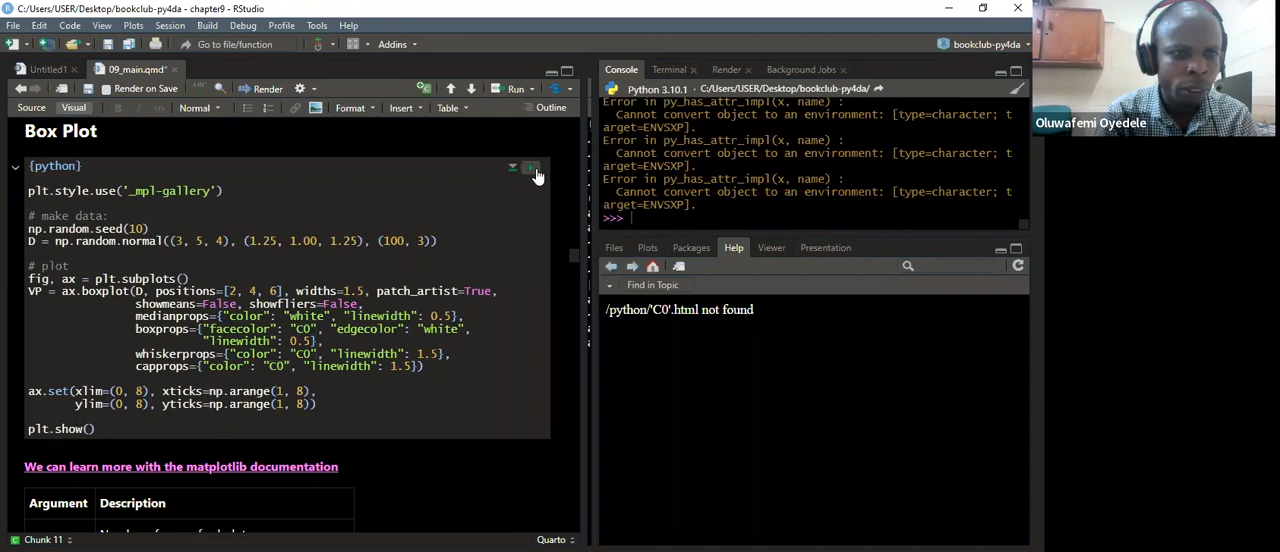 C:/Users/USER/Desktop/bookclub-py4da - chapter9 - RStudio
File Edit Code View Plots Session Build Debug Profile Tools Help
Go to file/function Addins bookclub-py4da
Untitled1 09_main.qmd*
Render on Save ABC Render Run
Source Visual B I Normal Format Insert Table Outline
Box Plot
{python}
plt.style.use('_mpl-gallery')
# make data:
np.random.seed(10)
D = np.random.normal((3, 5, 4), (1.25, 1.00, 1.25), (100, 3))
# plot
fig, ax = plt.subplots()
VP = ax.boxplot(D, positions=[2, 4, 6], widths=1.5, patch_artist=True,
showmeans=False, showfliers=False,
medianprops={"color": "white", "linewidth": 0.5},
boxprops={"facecolor": "C0", "edgecolor": "white",
"linewidth": 0.5},
whiskerprops={"color": "C0", "linewidth": 1.5},
capprops={"color": "C0", "linewidth": 1.5})
ax.set(xlim=(0, 8), xticks=np.arange(1, 8),
ylim=(0, 8), yticks=np.arange(1, 8))
plt.show()
We can learn more with the matplotlib documentation
Argument Description
Chunk 11 Quarto
Console Terminal Render Background Jobs
Python 3.10.1 · C:/Users/USER/Desktop/bookclub-py4da/
Error in py_has_attr_impl(x, name) :
Cannot convert object to an environment: [type=character; t
arget=ENVSXP].
Error in py_has_attr_impl(x, name) :
Cannot convert object to an environment: [type=character; t
arget=ENVSXP].
Error in py_has_attr_impl(x, name) :
Cannot convert object to an environment: [type=character; t
arget=ENVSXP].
>>>
Files Plots Packages Help Viewer Presentation
Find in Topic
/python/'C0'.html not found
Oluwafemi Oyedele